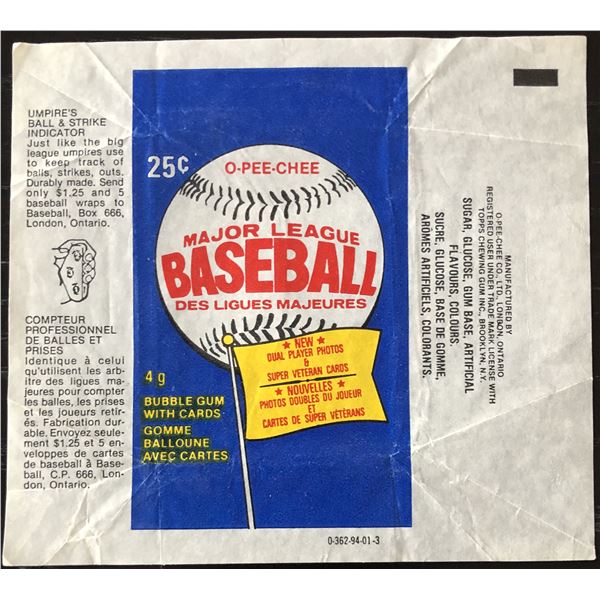 UMPIRE'S
BALL & STRIKE
INDICATOR
Just like the big
league umpires use
to keep track of
balls, strikes, outs.
Durably made. Send
only $1.25 and 5
baseball wraps to
Baseball, Box 666,
London, Ontario.
COMPTEUR
PROFESSIONNEL
DE BALLES ET
PRISES
Identique à celui
qu'utilisent les arbi-
tre des ligues ma-
jeures pour compter
les balles, les prises
et les joueurs retir-
és. Fabrication dur-
able. Envoyez seule-
ment $1.25 et 5 en-
veloppes de cartes
de baseball à Base-
ball, C.P. 666, Lon-
don, Ontario.
25¢
O-PEE-CHEE
MAJOR LEAGUE
BASEBALL
DES LIGUES MAJEURES
★ NEW ★
DUAL PLAYER PHOTOS
&
SUPER VETERAN CARDS
★ NOUVELLES ★
PHOTOS DOUBLES DU JOUEUR
ET
CARTES DE SUPER VÉTÉRANS
4 g
BUBBLE GUM
WITH CARDS
GOMME
BALLOUNE
AVEC CARTES
0-362-94-01-3
MANUFACTURED BY
O-PEE-CHEE CO., LTD., LONDON, ONTARIO
REGISTERED USER UNDER TRADE MARK LICENSE WITH
TOPPS CHEWING GUM INC., BROOKLYN, N.Y.
SUGAR, GLUCOSE, GUM BASE, ARTIFICIAL
FLAVOURS, COLOURS.
SUCRE, GLUCOSE, BASE DE GOMME,
ARÔMES ARTIFICIELS, COLORANTS.